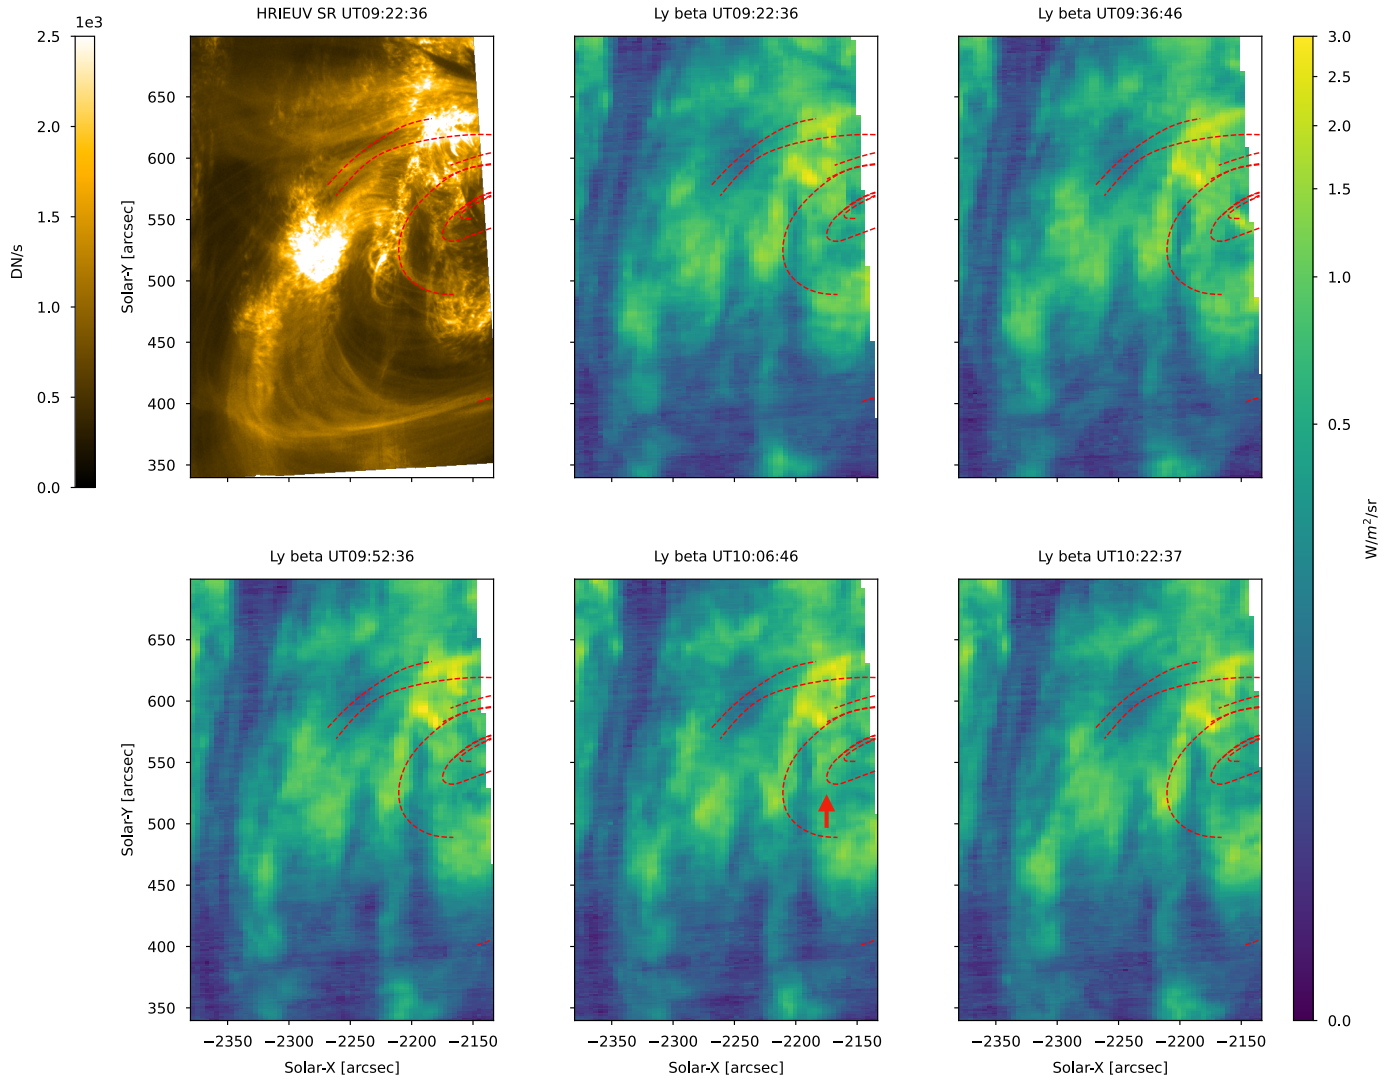 HRIEUV SR UT09:22:36
Ly beta UT09:22:36
Ly beta UT09:36:46
1e3
2.5
2.0
1.5
1.0
0.5
0.0
DN/s
650
600
550
500
450
400
350
Solar-Y [arcsec]
3.0
2.5
2.0
1.5
1.0
0.5
0.0
W/m²/sr
Ly beta UT09:52:36
Ly beta UT10:06:46
Ly beta UT10:22:37
650
600
550
500
450
400
350
Solar-Y [arcsec]
−2350 −2300 −2250 −2200 −2150
−2350 −2300 −2250 −2200 −2150
−2350 −2300 −2250 −2200 −2150
Solar-X [arcsec]
Solar-X [arcsec]
Solar-X [arcsec]